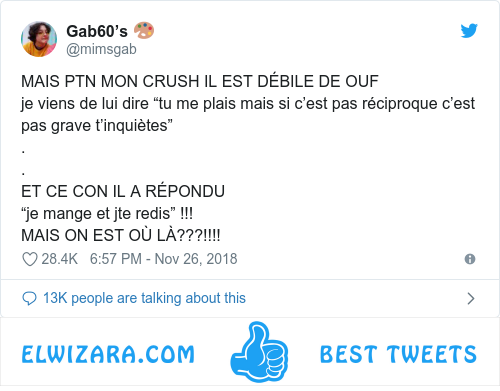 Gab60’s 🎨
@mimsgab
MAIS PTN MON CRUSH IL EST DÉBILE DE OUF
je viens de lui dire “tu me plais mais si c’est pas réciproque c’est
pas grave t’inquiètes”
.
.
ET CE CON IL A RÉPONDU
“je mange et jte redis” !!!
MAIS ON EST OÙ LÀ???!!!!
28.4K 6:57 PM - Nov 26, 2018
13K people are talking about this
ELWIZARA.COM BEST TWEETS